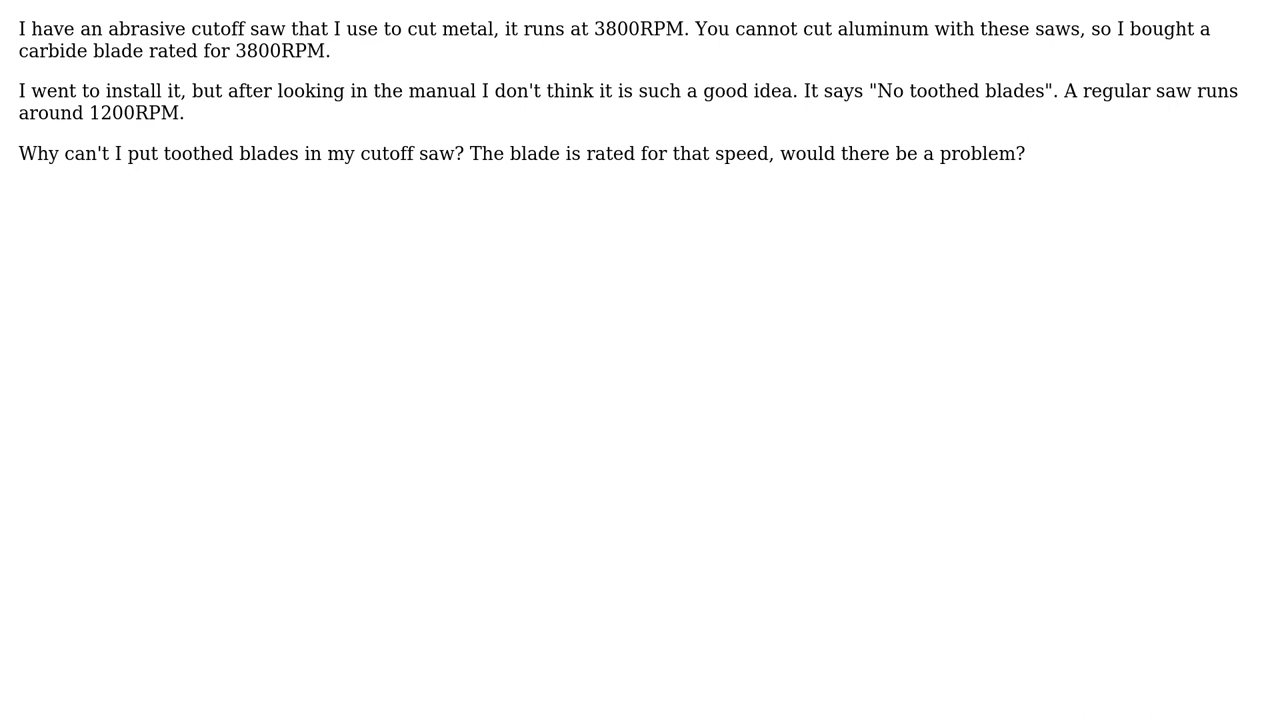 I have an abrasive cutoff saw that I use to cut metal, it runs at 3800RPM. You cannot cut aluminum with these saws, so I bought a
carbide blade rated for 3800RPM.
I went to install it, but after looking in the manual I don't think it is such a good idea. It says "No toothed blades". A regular saw runs
around 1200RPM.
Why can't I put toothed blades in my cutoff saw? The blade is rated for that speed, would there be a problem?